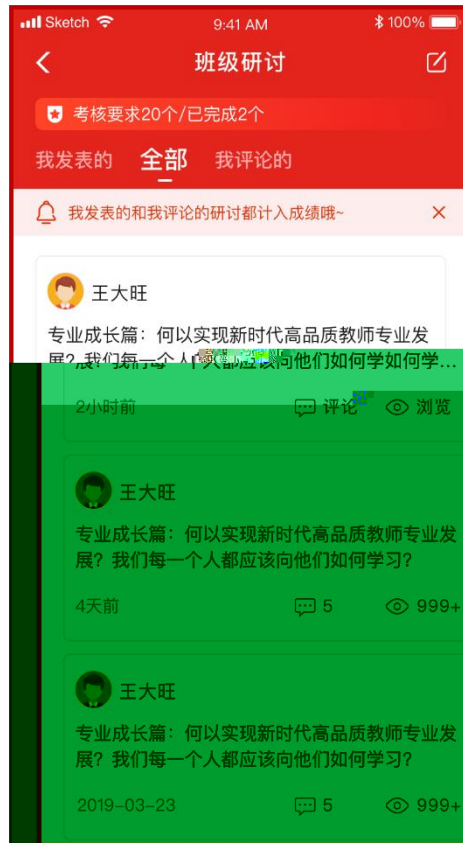 Sketch 9:41 AM 100%
班级研讨
考核要求20个/已完成2个
我发表的 全部 我评论的
我发表的和我评论的研讨都计入成绩哦~
王大旺
专业成长篇：何以实现新时代高品质教师专业发
展？我们每一个人都应该向他们如何学如何学...
2小时前 评论 浏览
王大旺
专业成长篇：何以实现新时代高品质教师专业发
展？我们每一个人都应该向他们如何学习？
4天前 5 999+
王大旺
专业成长篇：何以实现新时代高品质教师专业发
展？我们每一个人都应该向他们如何学习？
2019-03-23 5 999+